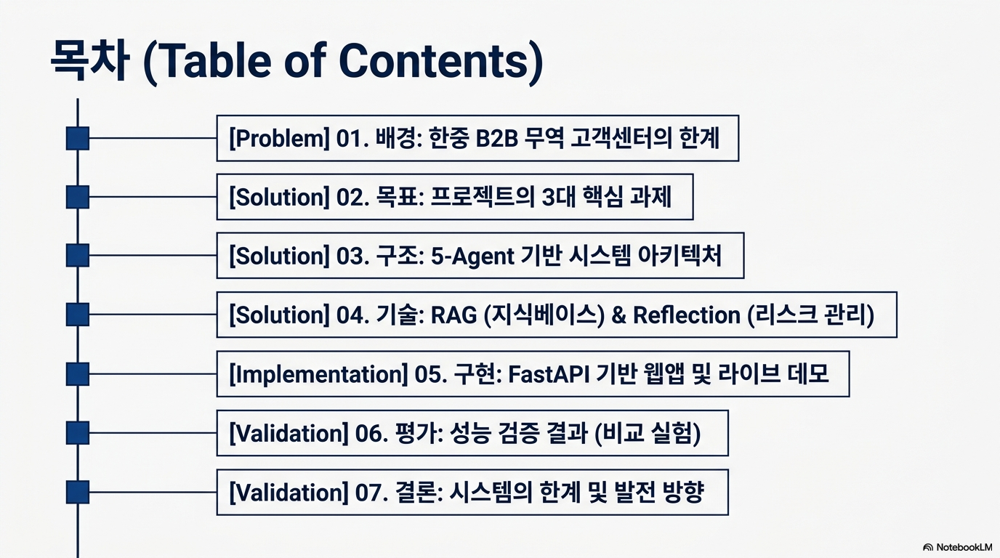 목차 (Table of Contents)
[Problem] 01. 배경: 한중 B2B 무역 고객센터의 한계
[Solution] 02. 목표: 프로젝트의 3대 핵심 과제
[Solution] 03. 구조: 5-Agent 기반 시스템 아키텍처
[Solution] 04. 기술: RAG (지식베이스) & Reflection (리스크 관리)
[Implementation] 05. 구현: FastAPI 기반 웹앱 및 라이브 데모
[Validation] 06. 평가: 성능 검증 결과 (비교 실험)
[Validation] 07. 결론: 시스템의 한계 및 발전 방향
NotebookLM